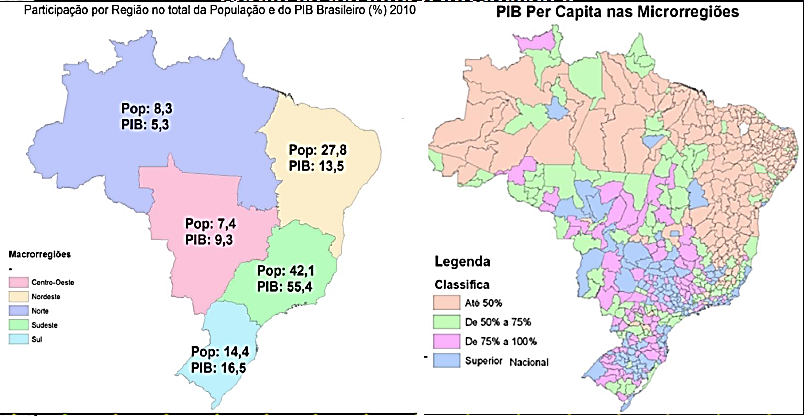 Participação por Região no total da População e do PIB Brasileiro (%) 2010
Pop: 8,3
PIB: 5,3
Pop: 27,8
PIB: 13,5
Pop: 7,4
PIB: 9,3
Pop: 42,1
PIB: 55,4
Pop: 14,4
PIB: 16,5
Macrorregiões
Centro-Oeste
Nordeste
Norte
Sudeste
Sul
PIB Per Capita nas Microrregiões
Legenda
Classifica
Até 50%
De 50% a 75%
De 75% a 100%
Superior Nacional